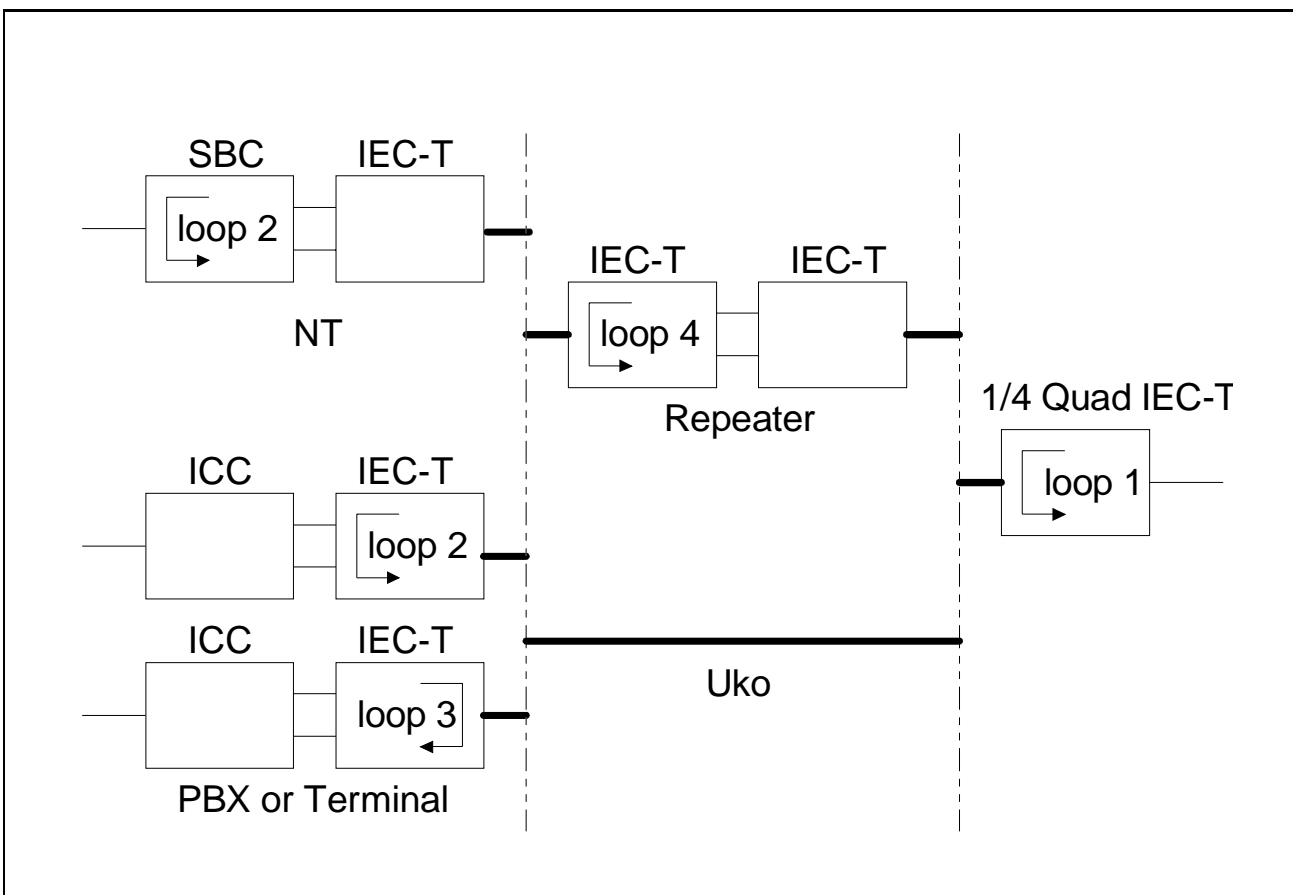 SBC IEC-T
loop 2
NT
IEC-T IEC-T
loop 4
Repeater
1/4 Quad IEC-T
loop 1
ICC IEC-T
loop 2
ICC IEC-T
loop 3
PBX or Terminal
Uko